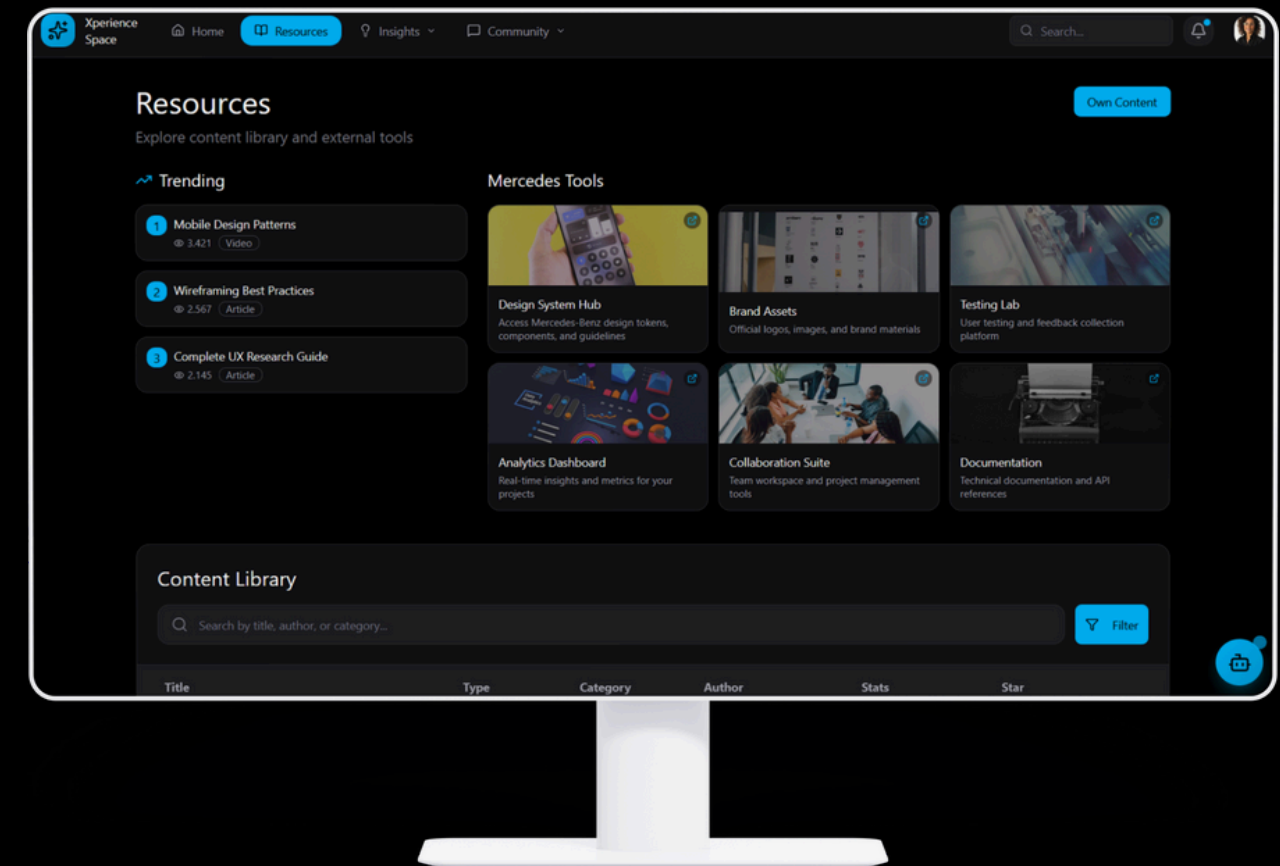 Xperience
Space
Home
Resources
Insights
Community
Search...
Resources
Own Content
Explore content library and external tools
Trending
1
Mobile Design Patterns
3.421
Video
2
Wireframing Best Practices
2.567
Article
3
Complete UX Research Guide
2.145
Article
Mercedes Tools
Design System Hub
Access Mercedes-Benz design tokens,
components, and guidelines
Brand Assets
Official logos, images, and brand materials
Testing Lab
User testing and feedback collection
platform
Analytics Dashboard
Real-time insights and metrics for your
projects
Collaboration Suite
Team workspace and project management
tools
Documentation
Technical documentation and API
references
Content Library
Search by title, author, or category...
Filter
Title Type Category Author Stats Star